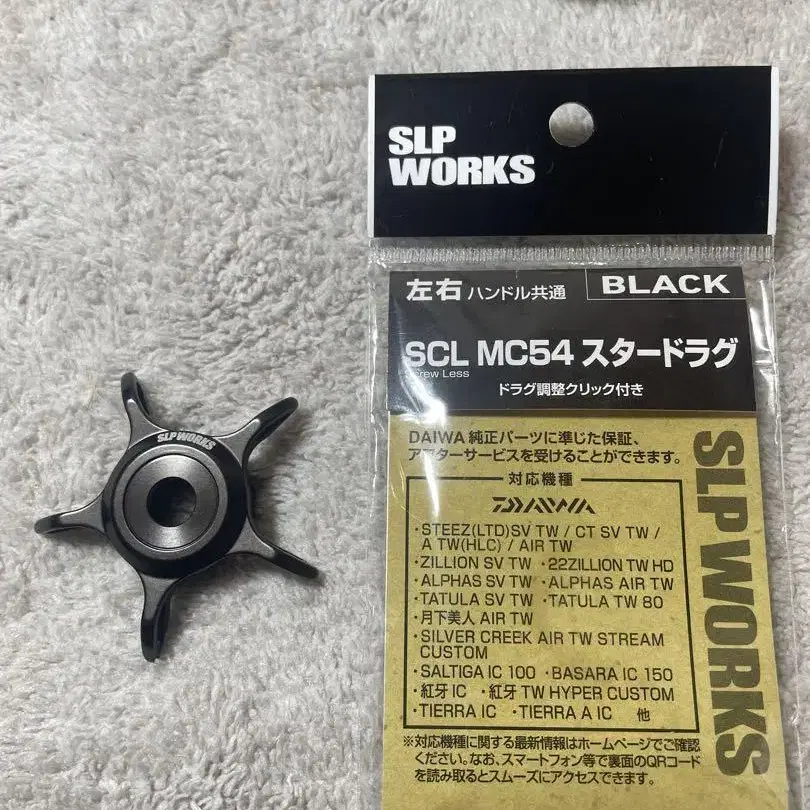 SLP
WORKS
左右 ハンドル共通 BLACK
SCL MC54 スタードラグ
Screw Less
ドラグ調整クリック付き
DAIWA 純正パーツに準じた保証、
アフターサービスを受けることができます。
対応機種
DAIWA
・STEEZ(LTD)SV TW / CT SV TW /
A TW(HLC) / AIR TW
・ZILLION SV TW ・22ZILLION TW HD
・ALPHAS SV TW ・ALPHAS AIR TW
・TATULA SV TW ・TATULA TW 80
・月下美人 AIR TW
・SILVER CREEK AIR TW STREAM
CUSTOM
・SALTIGA IC 100 ・BASARA IC 150
・紅牙 IC ・紅牙 TW HYPER CUSTOM
・TIERRA IC ・TIERRA A IC 他
※対応機種に関する最新情報はホームページでご確認
ください。なお、スマートフォン等で裏面のQRコード
を読み取るとスムーズにアクセスできます。
SLP WORKS
SLP WORKS